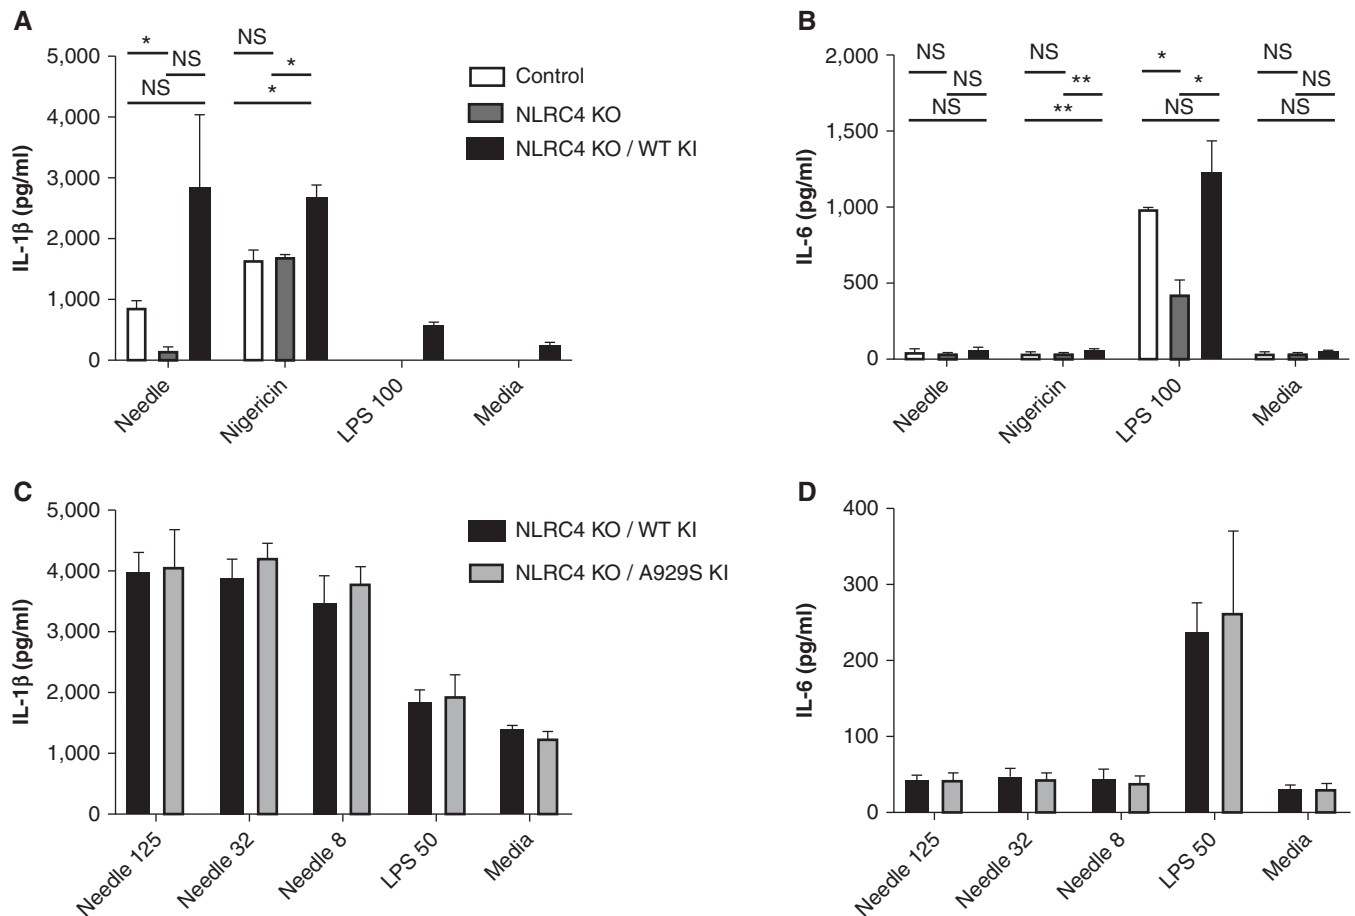 A
*
NS
NS
NS
*
*
5,000
4,000
3,000
2,000
1,000
0
IL-1β (pg/ml)
Control
NLRC4 KO
NLRC4 KO / WT KI
Needle
Nigericin
LPS 100
Media
B
NS
NS
NS
NS
**
**
*
*
NS
NS
NS
NS
2,000
1,500
1,000
500
0
IL-6 (pg/ml)
Needle
Nigericin
LPS 100
Media
C
5,000
4,000
3,000
2,000
1,000
0
IL-1β (pg/ml)
NLRC4 KO / WT KI
NLRC4 KO / A929S KI
Needle 125
Needle 32
Needle 8
LPS 50
Media
D
400
300
200
100
0
IL-6 (pg/ml)
Needle 125
Needle 32
Needle 8
LPS 50
Media